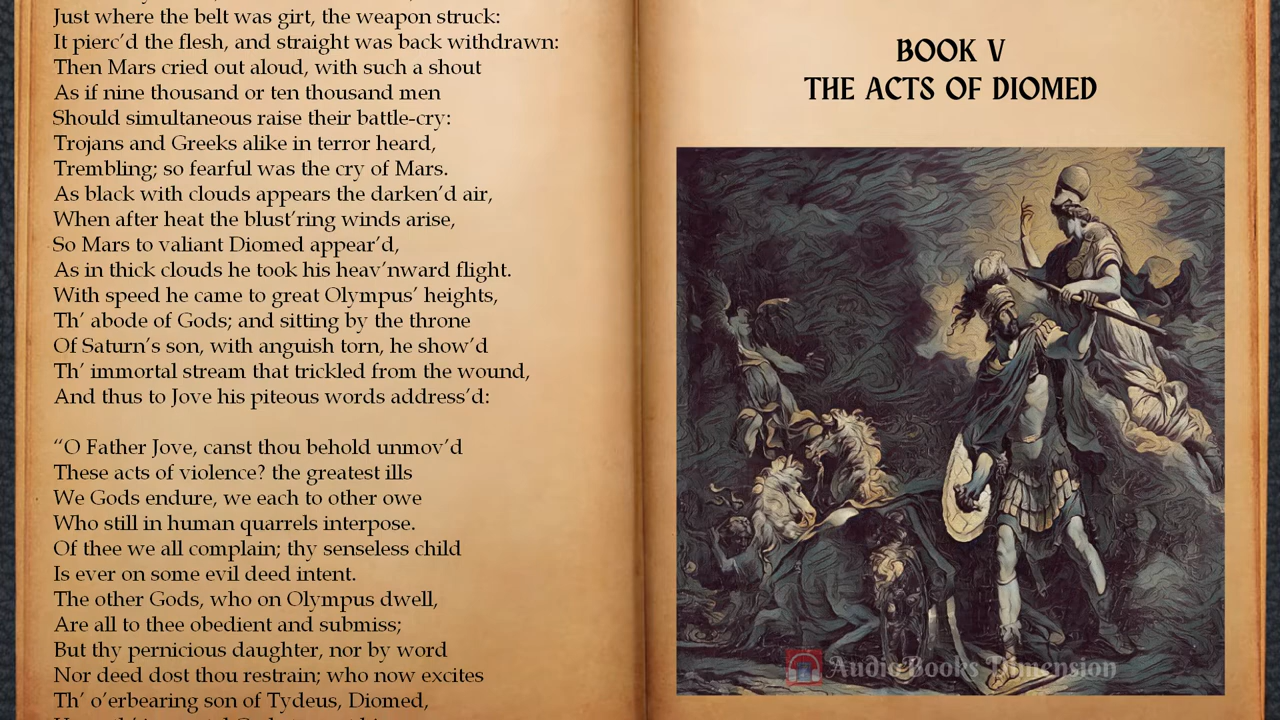 Just where the belt was girt, the weapon struck:
It pierc’d the flesh, and straight was back withdrawn:
Then Mars cried out aloud, with such a shout
As if nine thousand or ten thousand men
Should simultaneous raise their battle-cry:
Trojans and Greeks alike in terror heard,
Trembling; so fearful was the cry of Mars.
As black with clouds appears the darken’d air,
When after heat the blust’ring winds arise,
So Mars to valiant Diomed appear’d,
As in thick clouds he took his heav’nward flight.
With speed he came to great Olympus’ heights,
Th’ abode of Gods; and sitting by the throne
Of Saturn’s son, with anguish torn, he show’d
Th’ immortal stream that trickled from the wound,
And thus to Jove his piteous words address’d:
“O Father Jove, canst thou behold unmov’d
These acts of violence? the greatest ills
We Gods endure, we each to other owe
Who still in human quarrels interpose.
Of thee we all complain; thy senseless child
Is ever on some evil deed intent.
The other Gods, who on Olympus dwell,
Are all to thee obedient and submiss;
But thy pernicious daughter, nor by word
Nor deed dost thou restrain; who now excites
Th’ o’erbearing son of Tydeus, Diomed,
BOOK V
THE ACTS OF DIOMED
AudioBooks Dimension